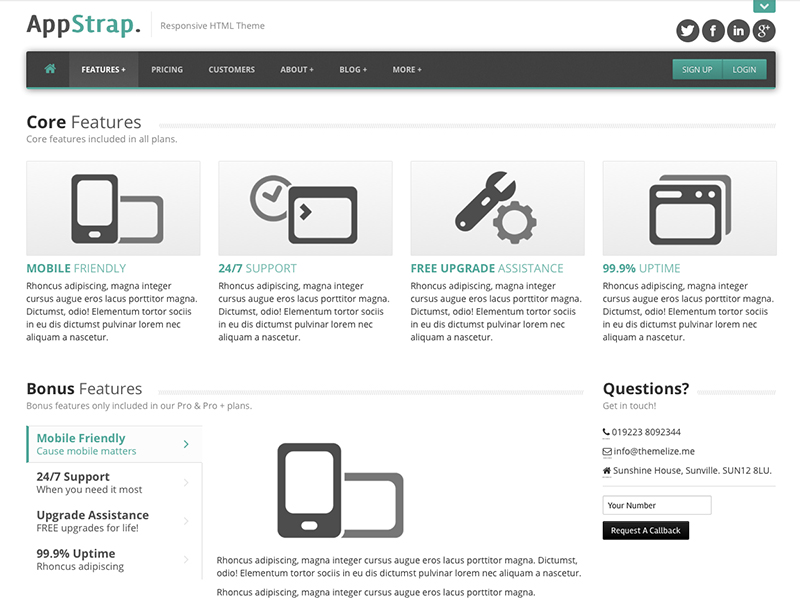 AppStrap.
Responsive HTML Theme
FEATURES +
PRICING
CUSTOMERS
ABOUT +
BLOG +
MORE +
SIGN UP
LOGIN
Core Features
Core features included in all plans.
MOBILE FRIENDLY
Rhoncus adipiscing, magna integer
cursus augue eros lacus porttitor magna.
Dictumst, odio! Elementum tortor sociis
in eu dis dictumst pulvinar lorem nec
aliquam a nascetur.
24/7 SUPPORT
Rhoncus adipiscing, magna integer
cursus augue eros lacus porttitor magna.
Dictumst, odio! Elementum tortor sociis
in eu dis dictumst pulvinar lorem nec
aliquam a nascetur.
FREE UPGRADE ASSISTANCE
Rhoncus adipiscing, magna integer
cursus augue eros lacus porttitor magna.
Dictumst, odio! Elementum tortor sociis
in eu dis dictumst pulvinar lorem nec
aliquam a nascetur.
99.9% UPTIME
Rhoncus adipiscing, magna integer
cursus augue eros lacus porttitor magna.
Dictumst, odio! Elementum tortor sociis
in eu dis dictumst pulvinar lorem nec
aliquam a nascetur.
Bonus Features
Bonus features only included in our Pro & Pro + plans.
Mobile Friendly
Cause mobile matters
24/7 Support
When you need it most
Upgrade Assistance
FREE upgrades for life!
99.9% Uptime
Rhoncus adipiscing
Rhoncus adipiscing, magna integer cursus augue eros lacus porttitor magna. Dictumst,
odio! Elementum tortor sociis in eu dis dictumst pulvinar lorem nec aliquam a nascetur.
Rhoncus adipiscing, magna integer cursus augue eros lacus porttitor magna.
Questions?
Get in touch!
019223 8092344
info@themelize.me
Sunshine House, Sunville. SUN12 8LU.
Your Number
Request A Callback